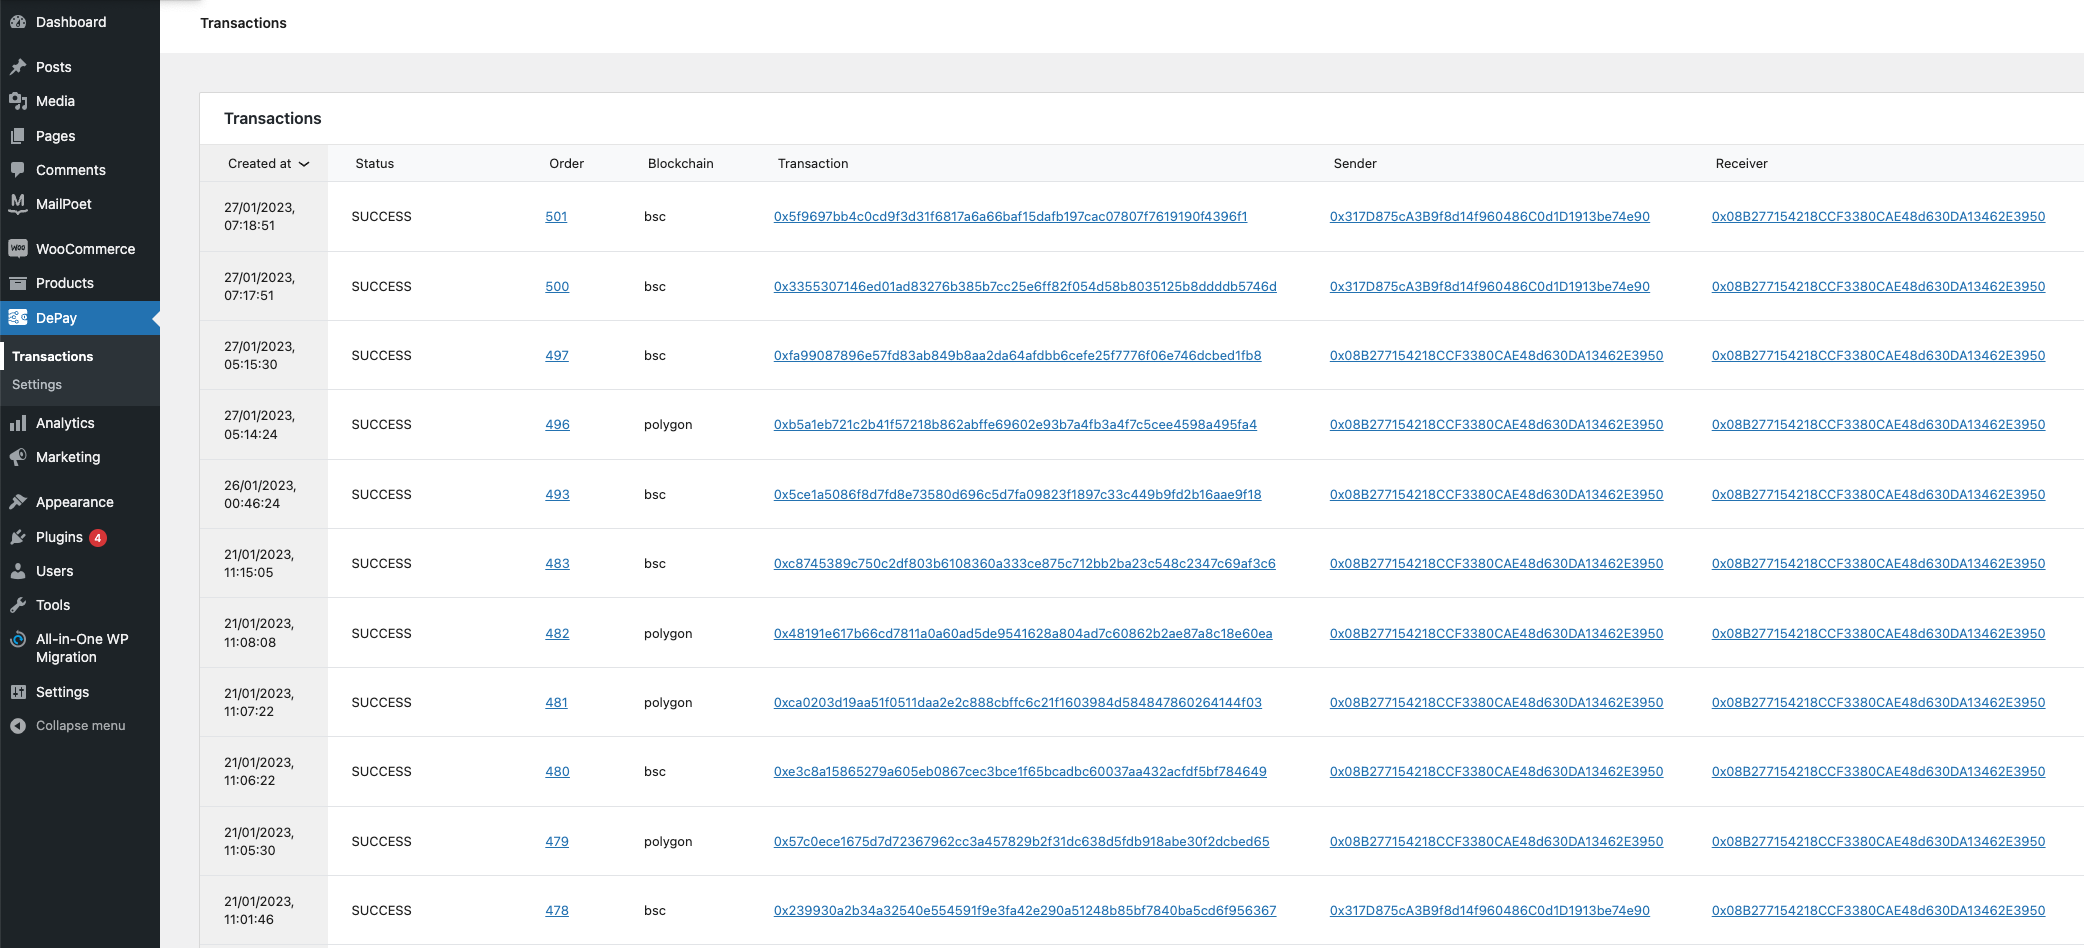 Dashboard
Posts
Media
Pages
Comments
MailPoet
WooCommerce
Products
DePay
Transactions
Settings
Analytics
Marketing
Appearance
Plugins 4
Users
Tools
All-in-One WP
Migration
Settings
Collapse menu
Transactions
Transactions
Created at Status Order Blockchain Transaction Sender Receiver
27/01/2023,
07:18:51 SUCCESS 501 bsc 0x5f9697bb4c0cd9f3d31f6817a6a66baf15dafb197cac07807f7619190f4396f1 0x317D875cA3B9f8d14f960486C0d1D1913be74e90 0x08B277154218CCF3380CAE48d630DA13462E3950
27/01/2023,
07:17:51 SUCCESS 500 bsc 0x3355307146ed01ad83276b385b7cc25e6ff82f054d58b8035125b8ddddb5746d 0x317D875cA3B9f8d14f960486C0d1D1913be74e90 0x08B277154218CCF3380CAE48d630DA13462E3950
27/01/2023,
05:15:30 SUCCESS 497 bsc 0xfa99087896e57fd83ab849b8aa2da64afdbb6cefe25f7776f06e746dcbed1fb8 0x08B277154218CCF3380CAE48d630DA13462E3950 0x08B277154218CCF3380CAE48d630DA13462E3950
27/01/2023,
05:14:24 SUCCESS 496 polygon 0xb5a1eb721c2b41f57218b862abffe69602e93b7a4fb3a4f7c5cee4598a495fa4 0x08B277154218CCF3380CAE48d630DA13462E3950 0x08B277154218CCF3380CAE48d630DA13462E3950
26/01/2023,
00:46:24 SUCCESS 493 bsc 0x5ce1a5086f8d7fd8e73580d696c5d7fa09823f1897c33c449b9fd2b16aae9f18 0x08B277154218CCF3380CAE48d630DA13462E3950 0x08B277154218CCF3380CAE48d630DA13462E3950
21/01/2023,
11:15:05 SUCCESS 483 bsc 0xc8745389c750c2df803b6108360a333ce875c712bb2ba23c548c2347c69af3c6 0x08B277154218CCF3380CAE48d630DA13462E3950 0x08B277154218CCF3380CAE48d630DA13462E3950
21/01/2023,
11:08:08 SUCCESS 482 polygon 0x48191e617b66cd7811a0a60ad5de9541628a804ad7c60862b2ae87a8c18e60ea 0x08B277154218CCF3380CAE48d630DA13462E3950 0x08B277154218CCF3380CAE48d630DA13462E3950
21/01/2023,
11:07:22 SUCCESS 481 polygon 0xca0203d19aa51f0511daa2e2c888cbffc6c21f1603984d584847860264144f03 0x08B277154218CCF3380CAE48d630DA13462E3950 0x08B277154218CCF3380CAE48d630DA13462E3950
21/01/2023,
11:06:22 SUCCESS 480 bsc 0xe3c8a15865279a605eb0867cec3bce1f65bcadbc60037aa432acfdf5bf784649 0x08B277154218CCF3380CAE48d630DA13462E3950 0x08B277154218CCF3380CAE48d630DA13462E3950
21/01/2023,
11:05:30 SUCCESS 479 polygon 0x57c0ece1675d7d72367962cc3a457829b2f31dc638d5fdb918abe30f2dcbed65 0x08B277154218CCF3380CAE48d630DA13462E3950 0x08B277154218CCF3380CAE48d630DA13462E3950
21/01/2023,
11:01:46 SUCCESS 478 bsc 0x239930a2b34a32540e554591f9e3fa42e290a51248b85bf7840ba5cd6f956367 0x317D875cA3B9f8d14f960486C0d1D1913be74e90 0x08B277154218CCF3380CAE48d630DA13462E3950